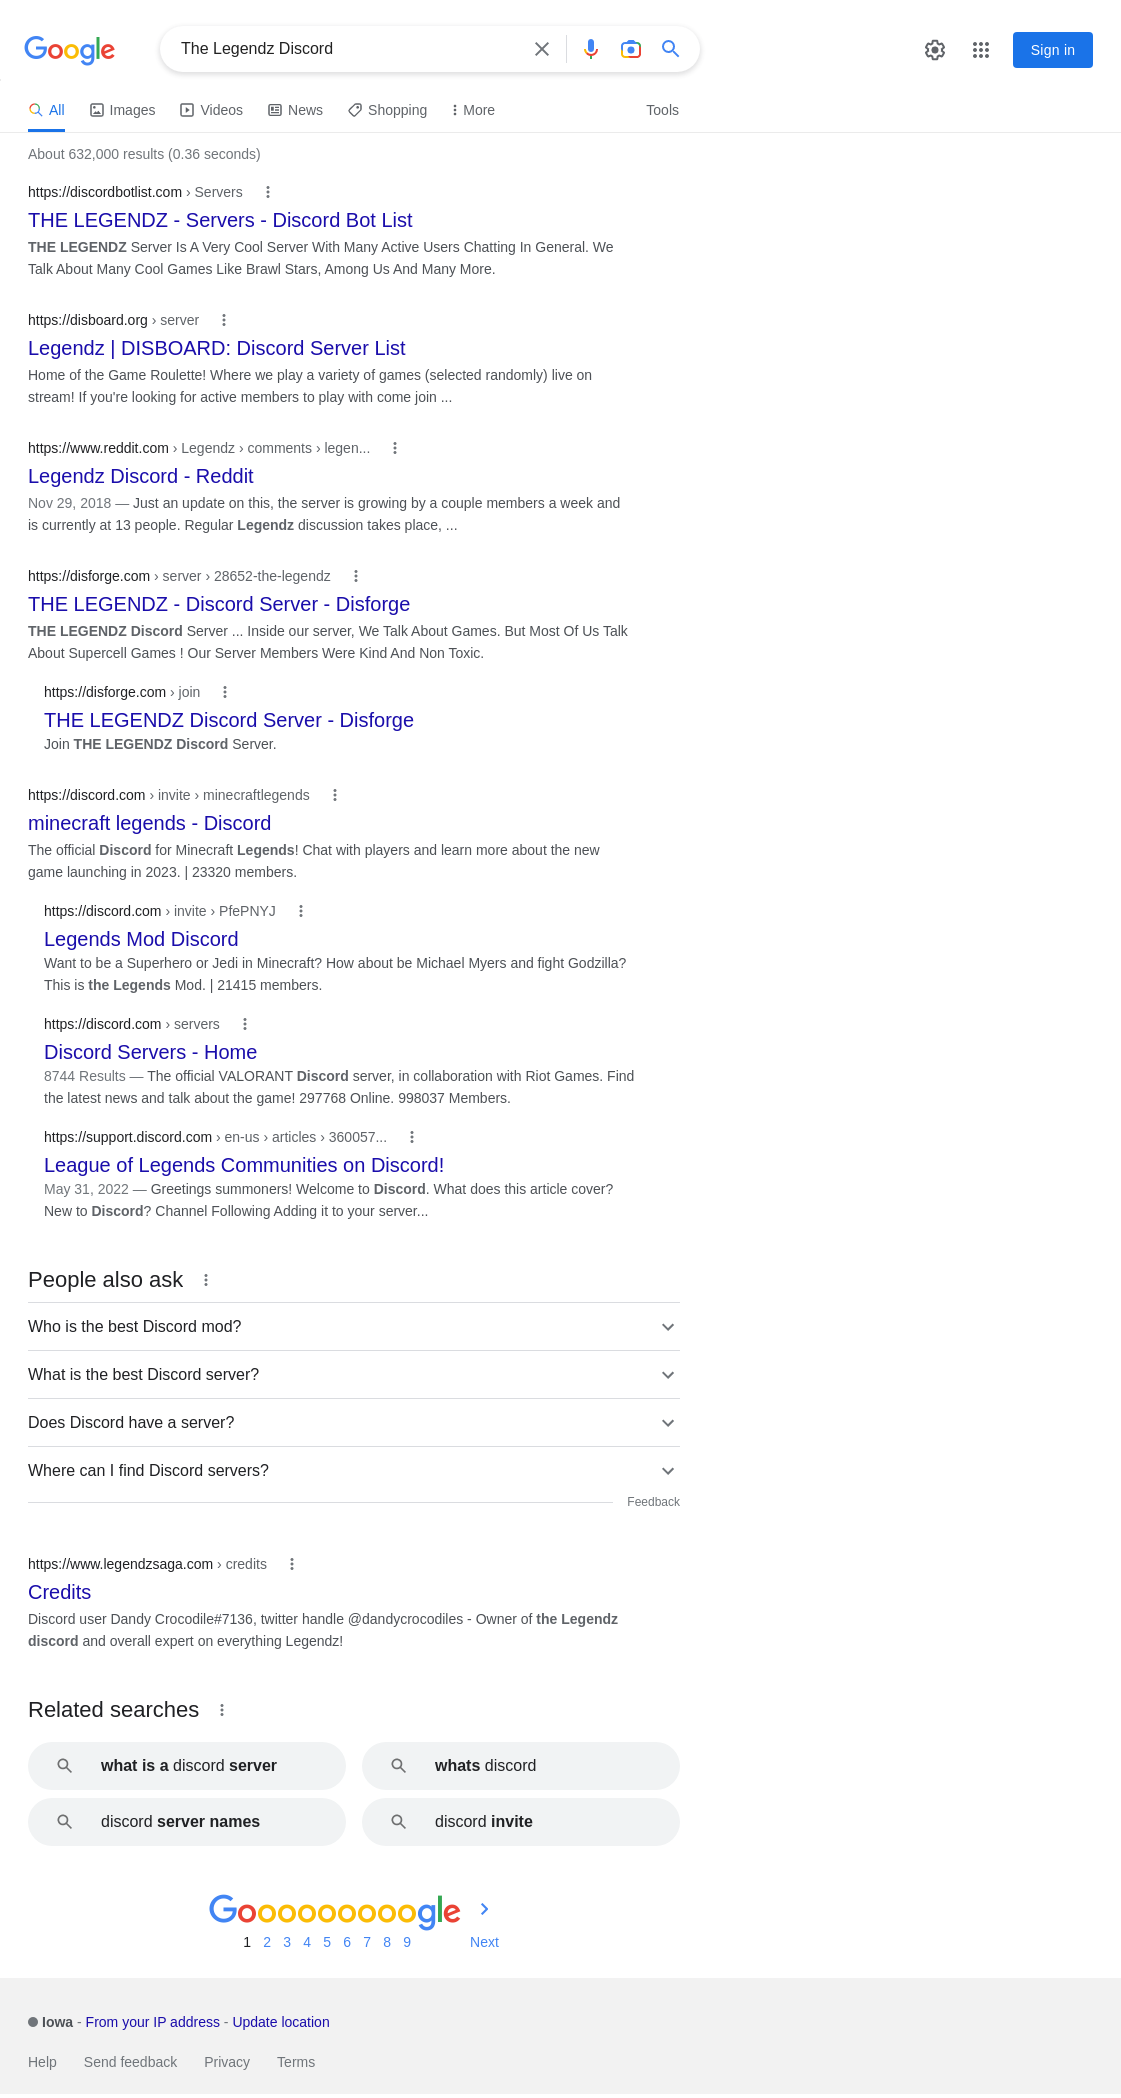 Google
The Legendz Discord
Sign in
All Images Videos News Shopping More Tools
About 632,000 results (0.36 seconds)
https://discordbotlist.com › Servers
THE LEGENDZ - Servers - Discord Bot List
THE LEGENDZ Server Is A Very Cool Server With Many Active Users Chatting In General. We
Talk About Many Cool Games Like Brawl Stars, Among Us And Many More.
https://disboard.org › server
Legendz | DISBOARD: Discord Server List
Home of the Game Roulette! Where we play a variety of games (selected randomly) live on
stream! If you're looking for active members to play with come join ...
https://www.reddit.com › Legendz › comments › legen...
Legendz Discord - Reddit
Nov 29, 2018 — Just an update on this, the server is growing by a couple members a week and
is currently at 13 people. Regular Legendz discussion takes place, ...
https://disforge.com › server › 28652-the-legendz
THE LEGENDZ - Discord Server - Disforge
THE LEGENDZ Discord Server ... Inside our server, We Talk About Games. But Most Of Us Talk
About Supercell Games ! Our Server Members Were Kind And Non Toxic.
https://disforge.com › join
THE LEGENDZ Discord Server - Disforge
Join THE LEGENDZ Discord Server.
https://discord.com › invite › minecraftlegends
minecraft legends - Discord
The official Discord for Minecraft Legends! Chat with players and learn more about the new
game launching in 2023. | 23320 members.
https://discord.com › invite › PfePNYJ
Legends Mod Discord
Want to be a Superhero or Jedi in Minecraft? How about be Michael Myers and fight Godzilla?
This is the Legends Mod. | 21415 members.
https://discord.com › servers
Discord Servers - Home
8744 Results — The official VALORANT Discord server, in collaboration with Riot Games. Find
the latest news and talk about the game! 297768 Online. 998037 Members.
https://support.discord.com › en-us › articles › 360057...
League of Legends Communities on Discord!
May 31, 2022 — Greetings summoners! Welcome to Discord. What does this article cover?
New to Discord? Channel Following Adding it to your server...
People also ask
Who is the best Discord mod?
What is the best Discord server?
Does Discord have a server?
Where can I find Discord servers?
Feedback
https://www.legendzsaga.com › credits
Credits
Discord user Dandy Crocodile#7136, twitter handle @dandycrocodiles - Owner of the Legendz
discord and overall expert on everything Legendz!
Related searches
what is a discord server
whats discord
discord server names
discord invite
Gooooooooogle
1 2 3 4 5 6 7 8 9 Next
Iowa - From your IP address - Update location
Help Send feedback Privacy Terms